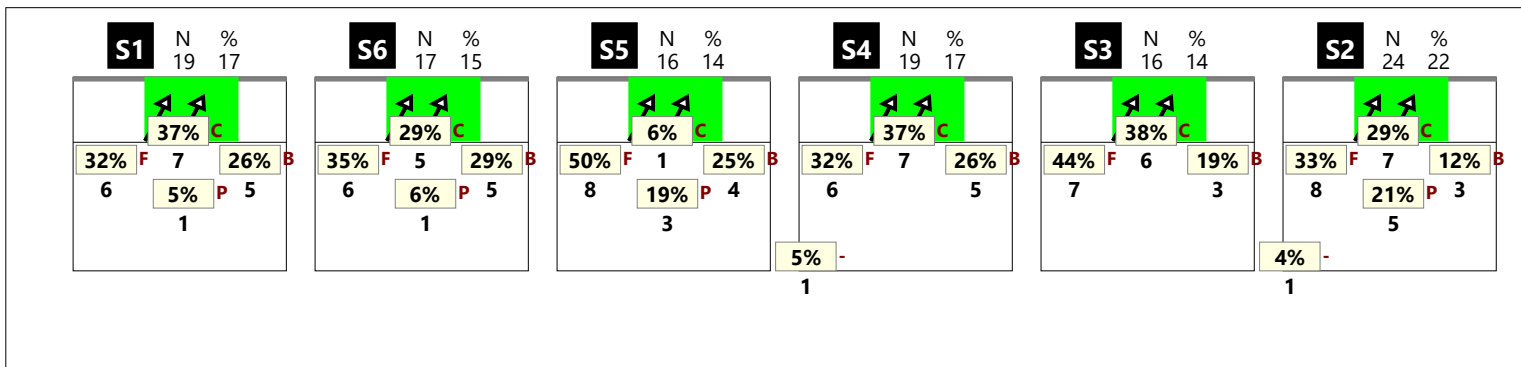 S1 N % 19 17
37% C
32% F 7 26% B
6 5% P 5
1
S6 N % 17 15
29% C
35% F 5 29% B
6 6% P 5
1
S5 N % 16 14
6% C
50% F 1 25% B
8 19% P 4
3
S4 N % 19 17
37% C
32% F 7 26% B
6 5
5% -
1
S3 N % 16 14
38% C
44% F 6 19% B
7 3
S2 N % 24 22
29% C
33% F 7 12% B
8 21% P 3
5
4% -
1